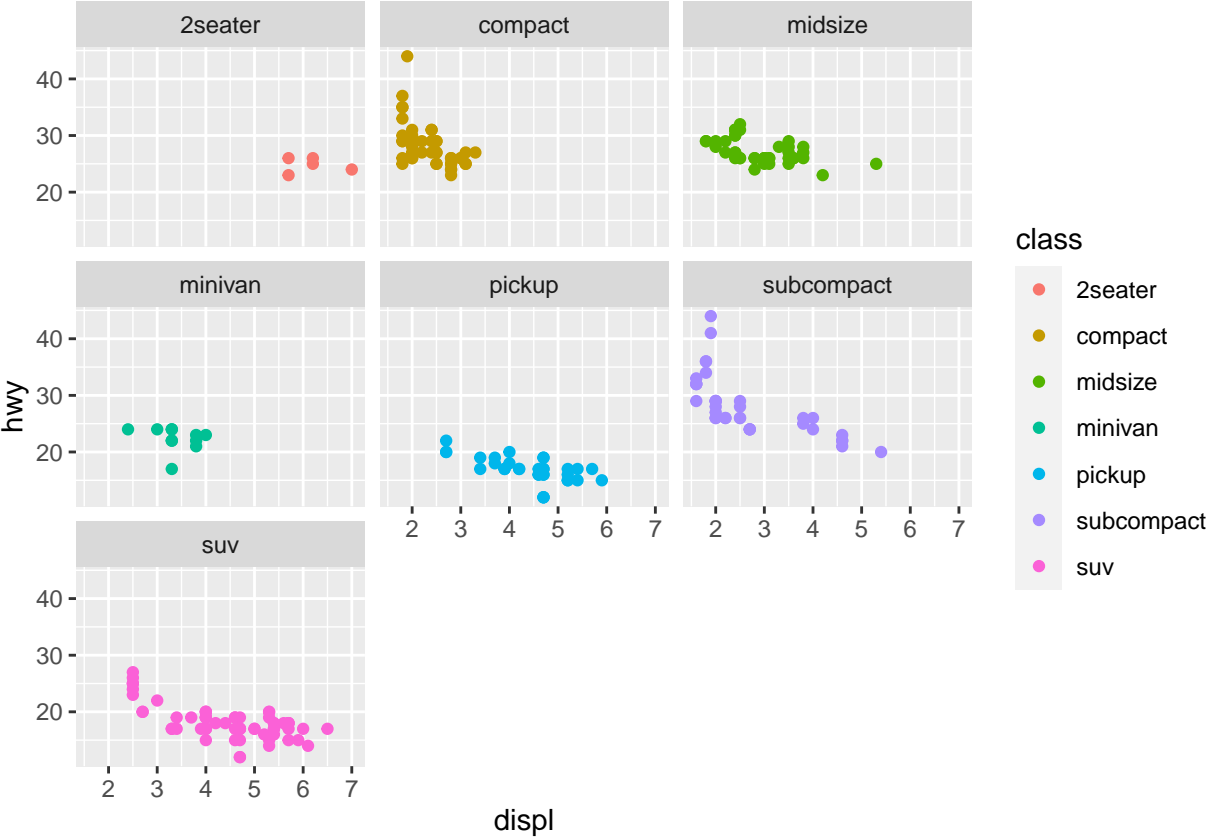 2seater compact midsize
40
30
20
minivan pickup subcompact
40
30
20
2 3 4 5 6 7 2 3 4 5 6 7
suv
40
30
20
2 3 4 5 6 7
displ
hwy
class
2seater
compact
midsize
minivan
pickup
subcompact
suv